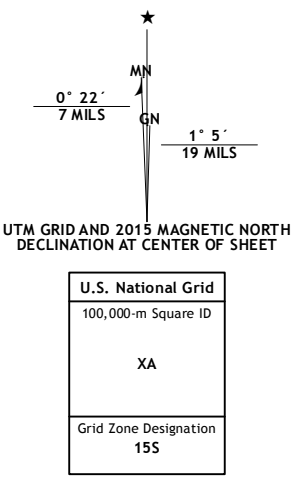 MN
0° 22´
7 MILS
GN
1° 5´
19 MILS
UTM GRID AND 2015 MAGNETIC NORTH
DECLINATION AT CENTER OF SHEET
U.S. National Grid
100,000-m Square ID
XA
Grid Zone Designation
15S